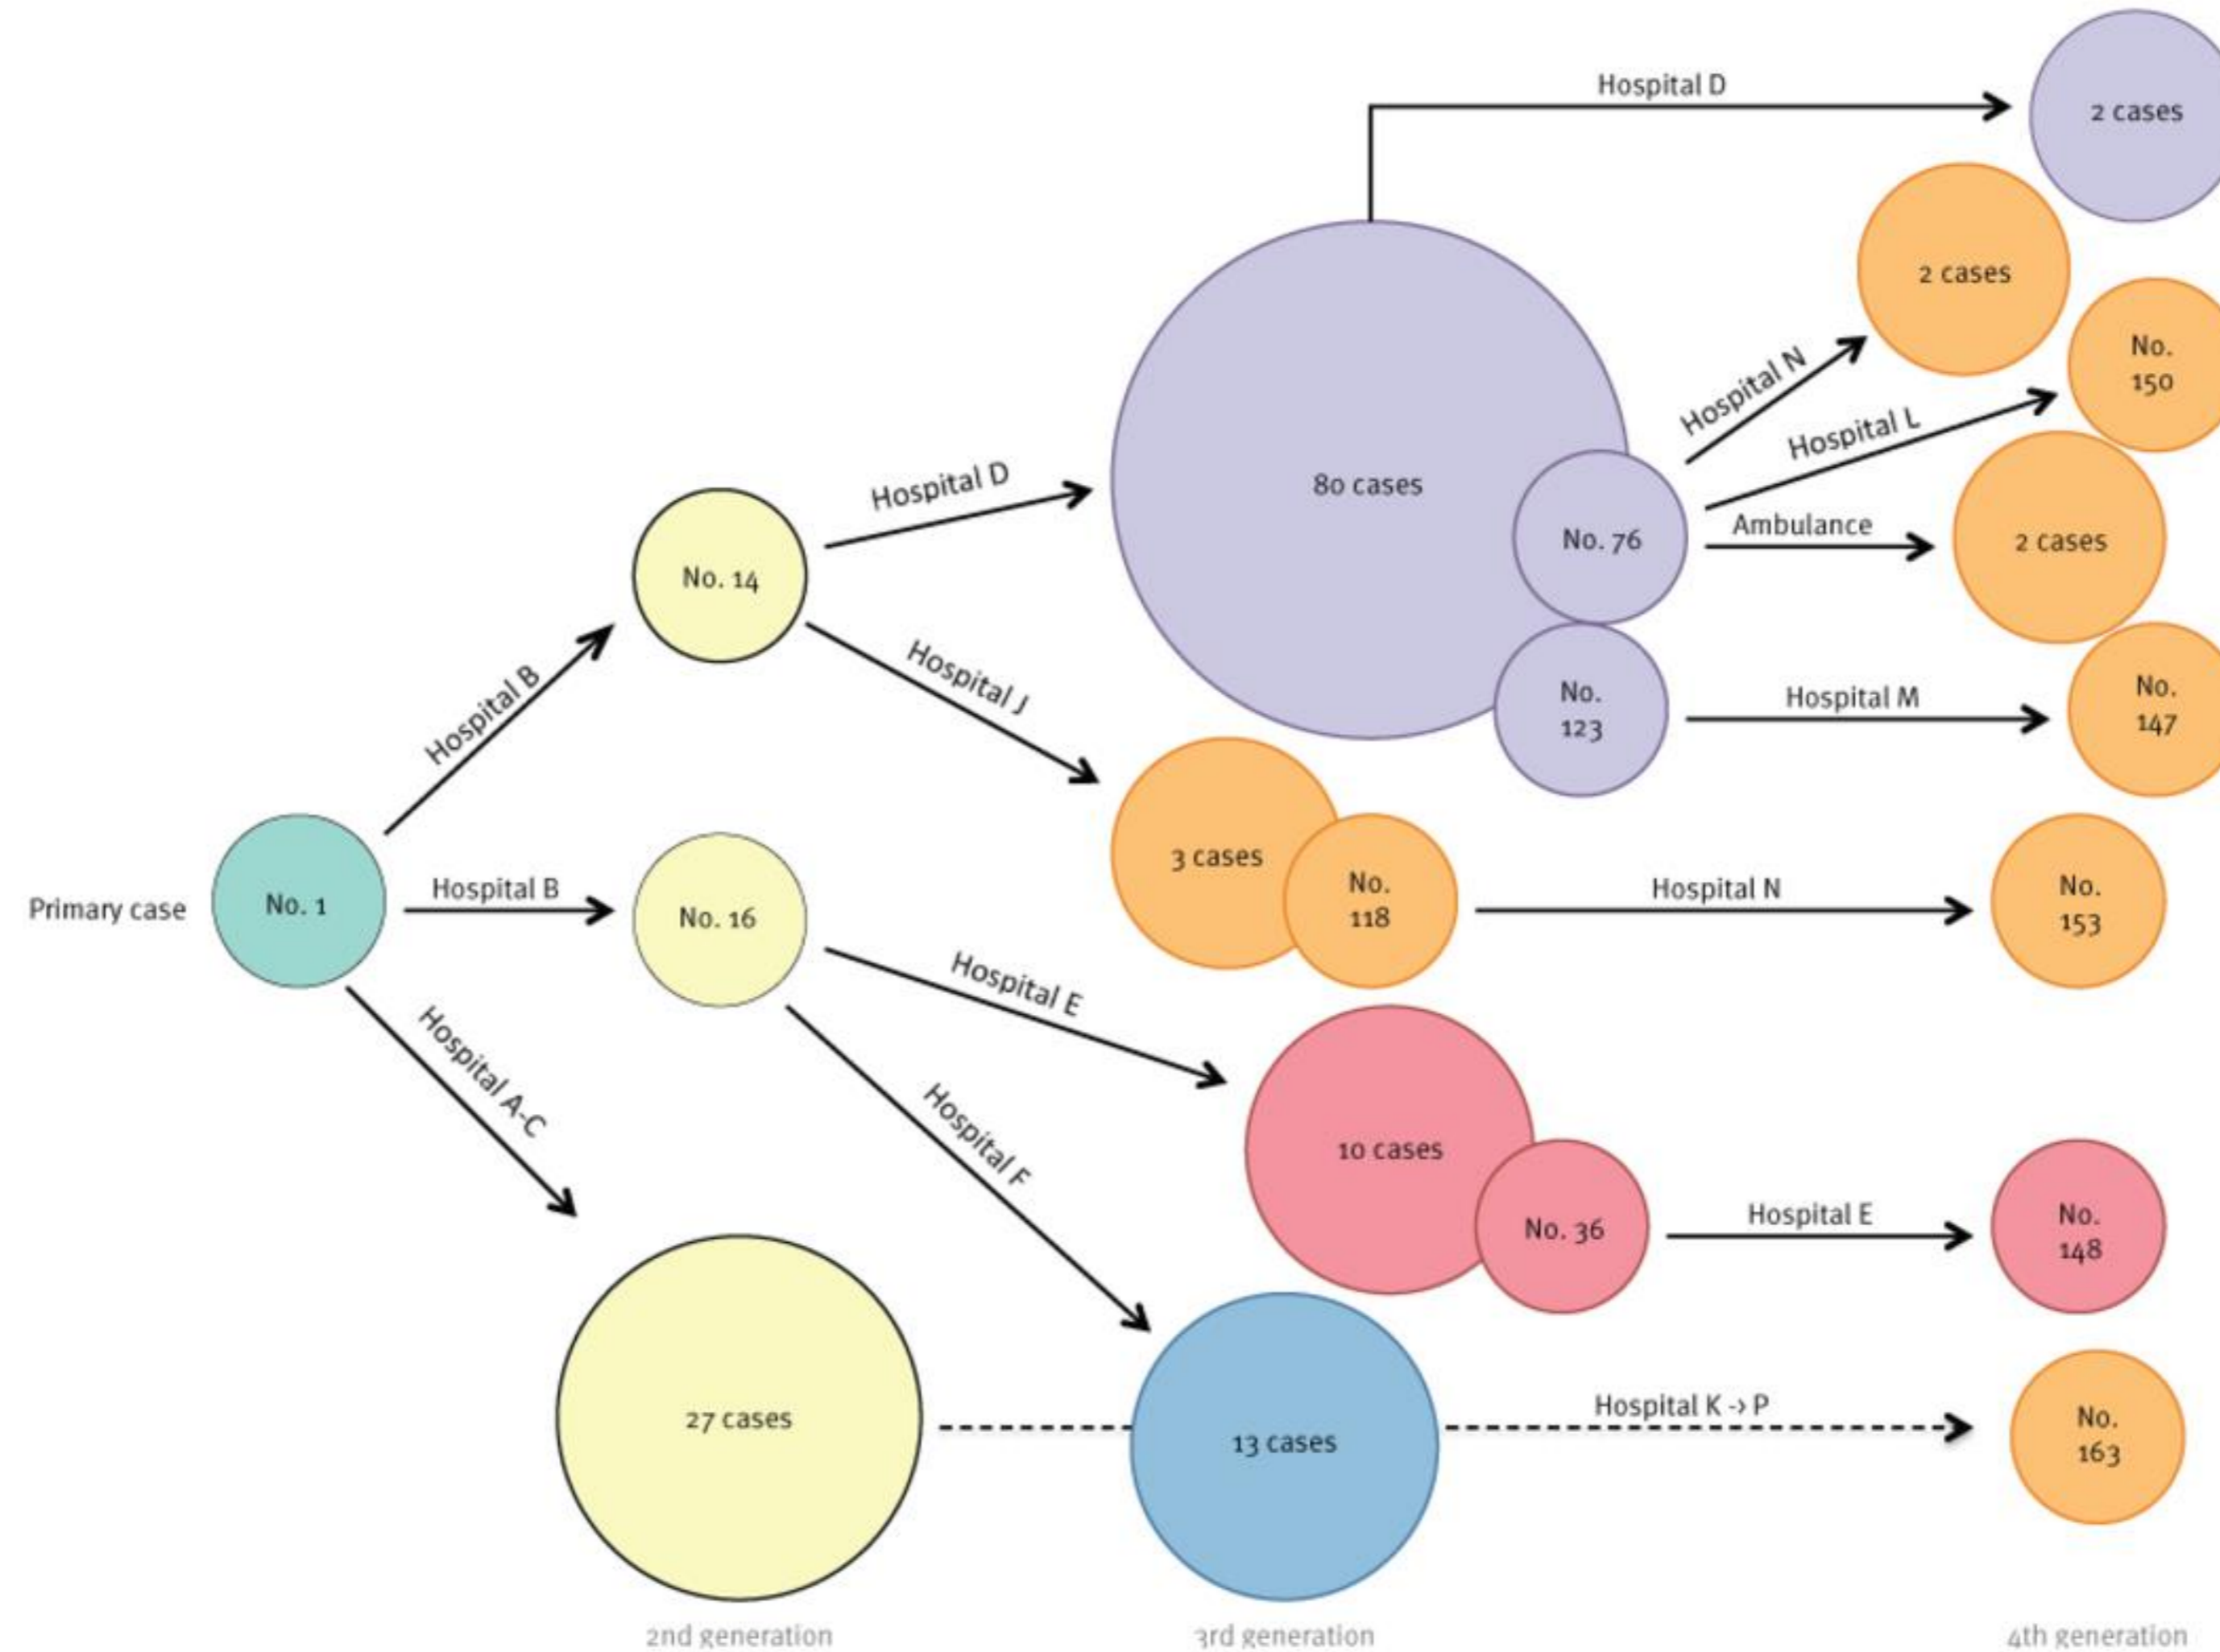 Hospital D
2 cases
2 cases
Hospital N
No.
150
Hospital L
Hospital D
80 cases
No. 76
Ambulance
2 cases
No. 14
Hospital B
Hospital J
No.
123
Hospital M
No.
147
3 cases
No.
118
Hospital N
No.
153
Primary case
No. 1
Hospital B
No. 16
Hospital E
Hospital A-C
Hospital F
10 cases
No. 36
Hospital E
No.
148
27 cases
13 cases
Hospital K -> P
No.
163
2nd generation
3rd generation
4th generation